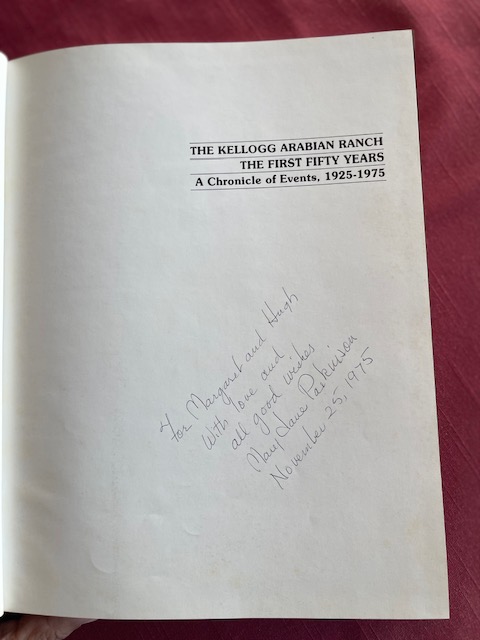 THE KELLOGG ARABIAN RANCH
THE FIRST FIFTY YEARS
A Chronicle of Events, 1925-1975
For Margaret and Hugh
With love and
all good wishes
Mary Jane Parkinson
November 25, 1975